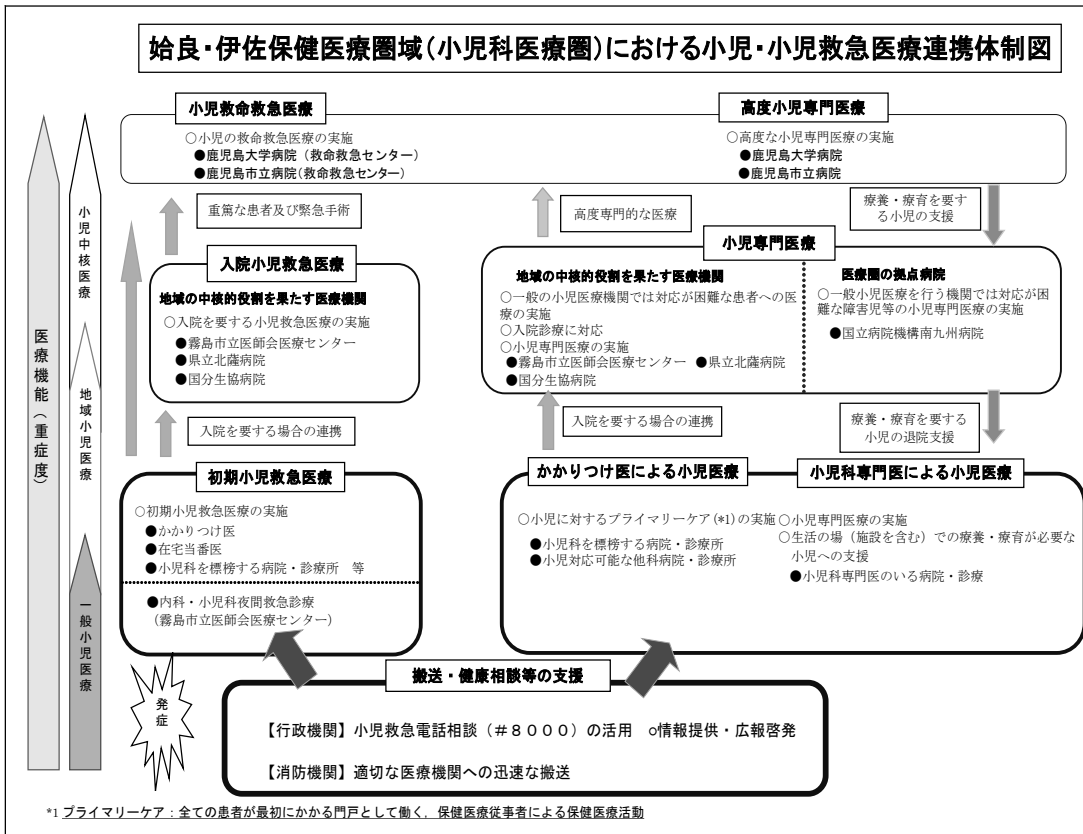 姶良・伊佐保健医療圏域(小児科医療圏)における小児・小児救急医療連携体制図
医療機能(重症度)
小児中核医療
地域小児医療
一般小児医療
小児救命救急医療
○小児の救命救急医療の実施
●鹿児島大学病院(救命救急センター)
●鹿児島市立病院(救命救急センター)
高度小児専門医療
○高度な小児専門医療の実施
●鹿児島大学病院
●鹿児島市立病院
重篤な患者及び緊急手術
高度専門的な医療
療養・療育を要す
る小児の支援
入院小児救急医療
地域の中核的役割を果たす医療機関
○入院を要する小児救急医療の実施
●霧島市立医師会医療センター
●県立北薩病院
●国分生協病院
小児専門医療
地域の中核的役割を果たす医療機関
○一般の小児医療機関では対応が困難な患者への医
療の実施
○入院診療に対応
○小児専門医療の実施
●霧島市立医師会医療センター ●県立北薩病院
●国分生協病院
医療圏の拠点病院
○一般小児医療を行う機関では対応が困
難な障害児等の小児専門医療の実施
●国立病院機構南九州病院
入院を要する場合の連携
入院を要する場合の連携
療養・療育を要する
小児の退院支援
初期小児救急医療
○初期小児救急医療の実施
●かかりつけ医
●在宅当番医
●小児科を標榜する病院・診療所 等
●内科・小児科夜間救急診療
(霧島市立医師会医療センター)
かかりつけ医による小児医療
○小児に対するプライマリーケア(*1)の実施
●小児科を標榜する病院・診療所
●小児対応可能な他科病院・診療所
小児科専門医による小児医療
○小児専門医療の実施
○生活の場(施設を含む)での療養・療育が必要な
小児への支援
●小児科専門医のいる病院・診療
発症
搬送・健康相談等の支援
【行政機関】小児救急電話相談(#8000)の活用 ○情報提供・広報啓発
【消防機関】適切な医療機関への迅速な搬送
*1 プライマリーケア:全ての患者が最初にかかる門戸として働く,保健医療従事者による保健医療活動